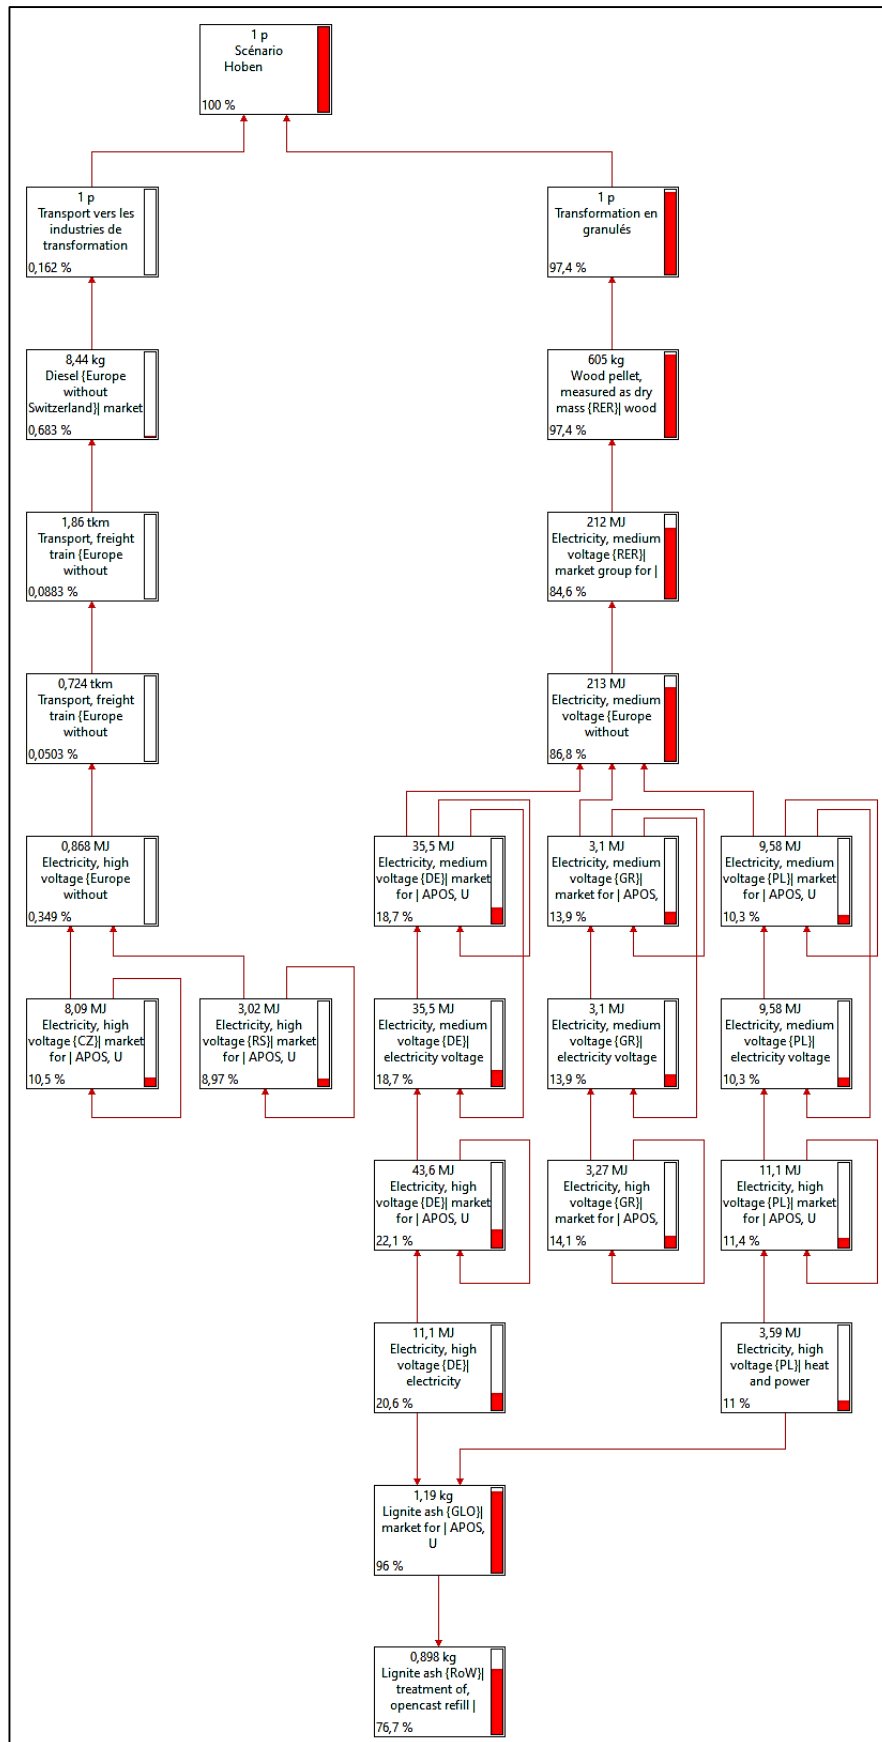 1 p
Scénario
Hoben
100 %
1 p
Transport vers les
industries de
transformation
0,162 %
1 p
Transformation en
granulés
97,4 %
8,44 kg
Diesel {Europe
without
Switzerland}| market
0,683 %
605 kg
Wood pellet,
measured as dry
mass {RER}| wood
97,4 %
1,86 tkm
Transport, freight
train {Europe
without
0,0883 %
212 MJ
Electricity, medium
voltage {RER}|
market group for |
84,6 %
0,724 tkm
Transport, freight
train {Europe
without
0,0503 %
213 MJ
Electricity, medium
voltage {Europe
without
86,8 %
0,868 MJ
Electricity, high
voltage {Europe
without
0,349 %
35,5 MJ
Electricity, medium
voltage {DE}| market
for | APOS, U
18,7 %
3,1 MJ
Electricity, medium
voltage {GR}|
market for | APOS,
13,9 %
9,58 MJ
Electricity, medium
voltage {PL}| market
for | APOS, U
10,3 %
8,09 MJ
Electricity, high
voltage {CZ}| market
for | APOS, U
10,5 %
3,02 MJ
Electricity, high
voltage {RS}| market
for | APOS, U
8,97 %
35,5 MJ
Electricity, medium
voltage {DE}|
electricity voltage
18,7 %
3,1 MJ
Electricity, medium
voltage {GR}|
electricity voltage
13,9 %
9,58 MJ
Electricity, medium
voltage {PL}|
electricity voltage
10,3 %
43,6 MJ
Electricity, high
voltage {DE}| market
for | APOS, U
22,1 %
3,27 MJ
Electricity, high
voltage {GR}|
market for | APOS,
14,1 %
11,1 MJ
Electricity, high
voltage {PL}| market
for | APOS, U
11,4 %
11,1 MJ
Electricity, high
voltage {DE}|
electricity
20,6 %
3,59 MJ
Electricity, high
voltage {PL}| heat
and power
11 %
1,19 kg
Lignite ash {GLO}|
market for | APOS,
U
96 %
0,898 kg
Lignite ash {RoW}|
treatment of,
opencast refill |
76,7 %